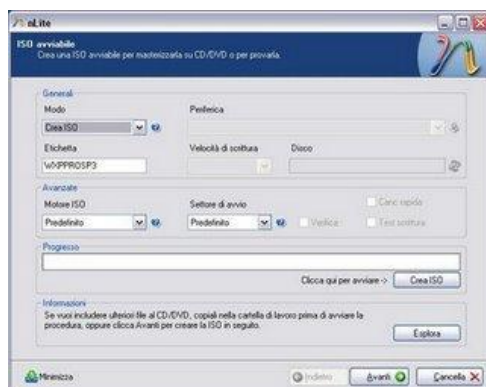 nLite
ISO avviabile
Crea una ISO avviabile per masterizzarla su CD/DVD o per provarla.
Generali
Modo
Periferica
Crea ISO
Etichetta
Velocità di scrittura
Disco
WXPPROSP3
Avanzate
Motore ISO
Settore di avvio
Canc. rapida
Predefinito
Predefinito
Verifica
Test scrittura
Progresso
Clicca qui per avviare ->
Crea ISO
Informazioni
Se vuoi includere ulteriori file al CD/DVD, copiali nella cartella di lavoro prima di avviare la
procedura, oppure clicca Avanti per creare la ISO in seguito.
Esplora
Minimizza
Indietro
Avanti
Cancella